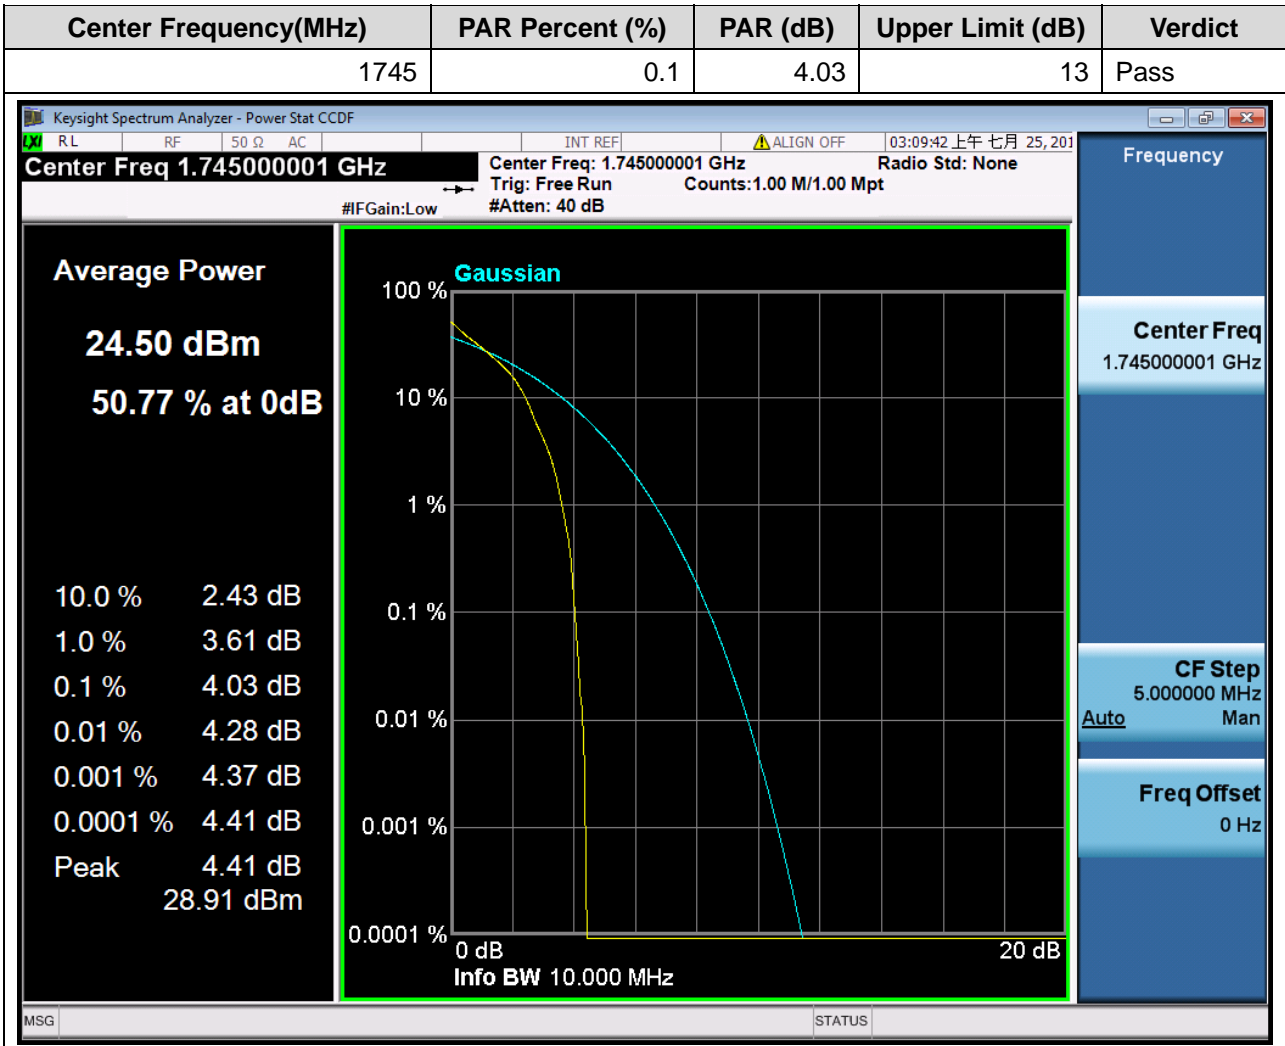 Center Frequency(MHz) PAR Percent (%) PAR (dB) Upper Limit (dB) Verdict
1745 0.1 4.03 13 Pass
Keysight Spectrum Analyzer - Power Stat CCDF
LXI RL RF 50 Ω AC INT REF ALIGN OFF 03:09:42 上午 七月 25, 201
Center Freq 1.745000001 GHz
Center Freq: 1.745000001 GHz Radio Std: None
Trig: Free Run Counts:1.00 M/1.00 Mpt
#IFGain:Low #Atten: 40 dB
Frequency
Average Power
24.50 dBm
50.77 % at 0dB
10.0 % 2.43 dB
1.0 % 3.61 dB
0.1 % 4.03 dB
0.01 % 4.28 dB
0.001 % 4.37 dB
0.0001 % 4.41 dB
Peak 4.41 dB
28.91 dBm
Gaussian
100 %
10 %
1 %
0.1 %
0.01 %
0.001 %
0.0001 %
0 dB 20 dB
Info BW 10.000 MHz
Center Freq
1.745000001 GHz
CF Step
5.000000 MHz
Auto Man
Freq Offset
0 Hz
MSG STATUS